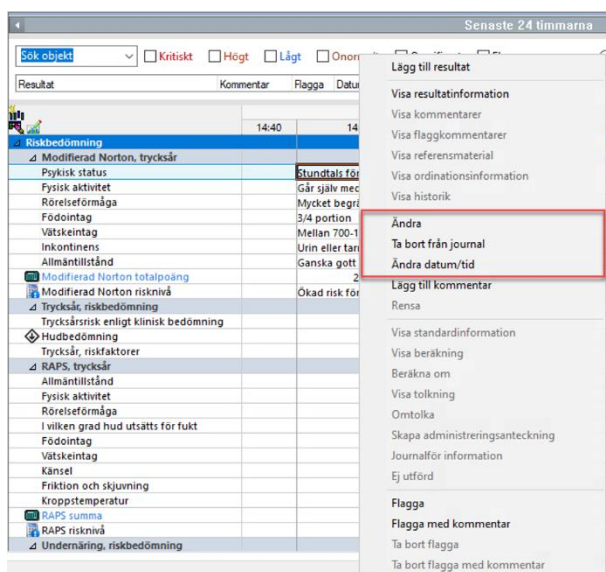 Senaste 24 timmarna
Sök objekt Kritiskt Högt Lågt
Resultat Kommentar Flagga
14:40 14
Riskbedömning
Modifierad Norton, trycksår
Psykisk status Stundtals för
Fysisk aktivitet Går själv med
Rörelseförmåga Mycket begrä
Födointag 3/4 portion
Vätskeintag Mellan 700-1
Inkontinens Urin eller tar
Allmäntillstånd Ganska gott
Modifierad Norton totalpoäng 2
Modifierad Norton risknivå Ökad risk för
Trycksår, riskbedömning
Trycksårsrisk enligt klinisk bedömning
Hudbedömning
Trycksår, riskfaktorer
RAPS, trycksår
Allmäntillstånd
Fysisk aktivitet
Rörelseförmåga
I vilken grad hud utsätts för fukt
Födointag
Vätskeintag
Känsel
Friktion och skjuvning
Kroppstemperatur
RAPS summa
RAPS risknivå
Undernäring, riskbedömning
Lägg till resultat
Visa resultatinformation
Visa kommentarer
Visa flaggkommentarer
Visa referensmaterial
Visa ordinationsinformation
Visa historik
Ändra
Ta bort från journal
Ändra datum/tid
Lägg till kommentar
Rensa
Visa standardinformation
Visa beräkning
Beräkna om
Visa tolkning
Omtolka
Skapa administreringsanteckning
Journalför information
Ej utförd
Flagga
Flagga med kommentar
Ta bort flagga
Ta bort flagga med kommentar